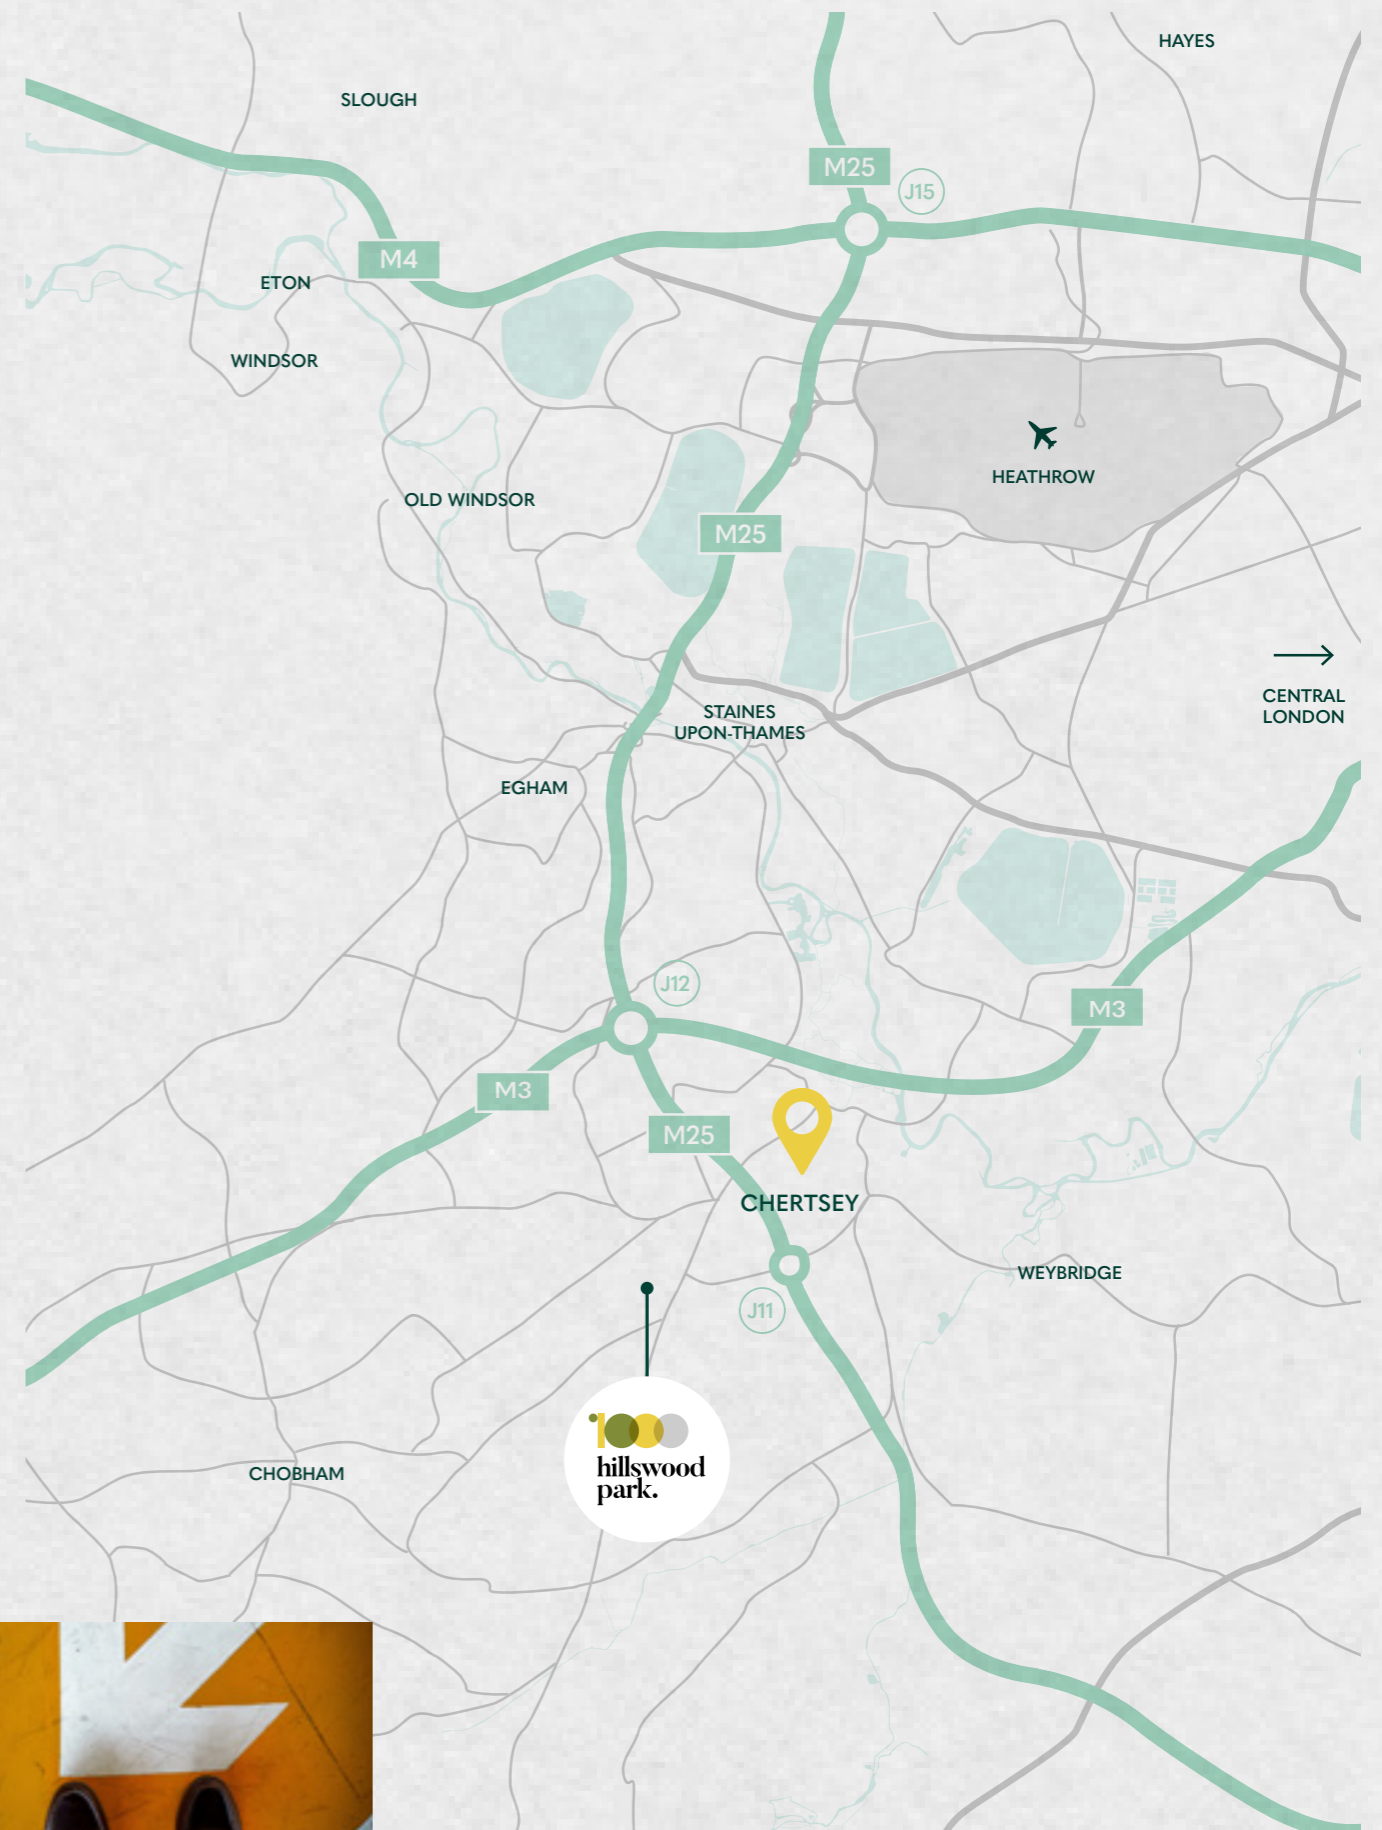 HAYES
SLOUGH
M25
J15
M4
ETON
WINDSOR
HEATHROW
OLD WINDSOR
M25
CENTRAL
LONDON
STAINES
UPON-THAMES
EGHAM
J12
M3
M3
M25
CHERTSEY
WEYBRIDGE
J11
1000
hillswood
park.
CHOBHAM